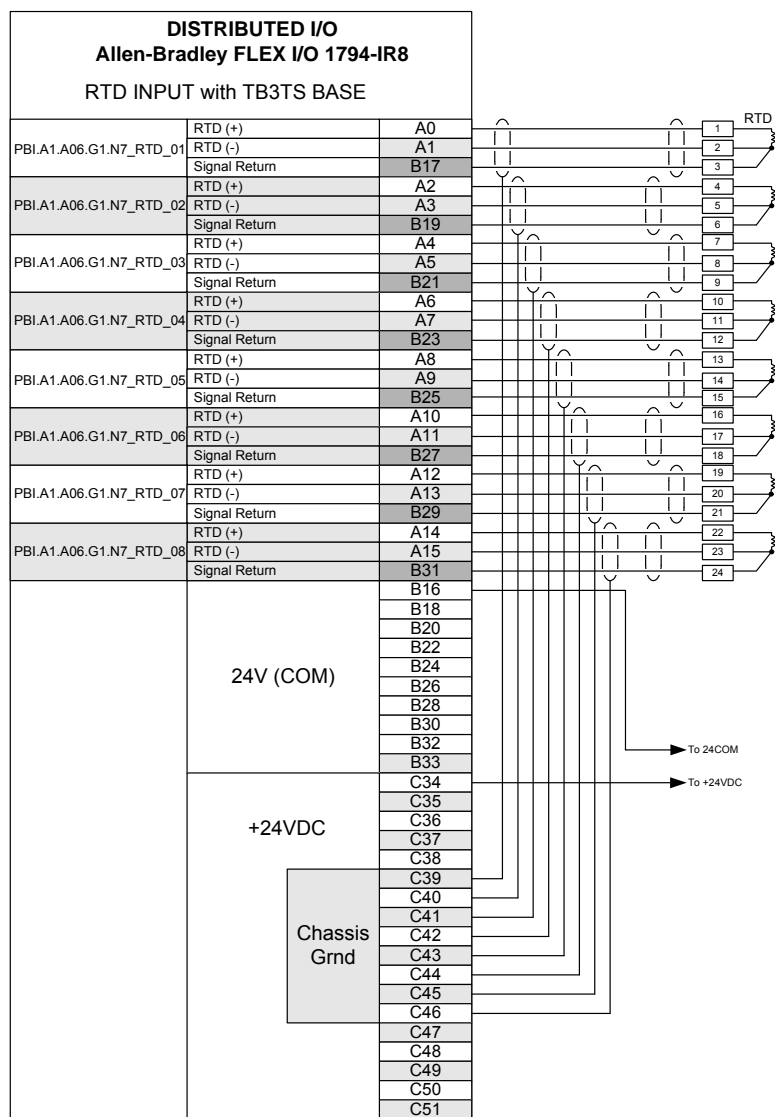 DISTRIBUTED I/O
Allen-Bradley FLEX I/O 1794-IR8
RTD INPUT with TB3TS BASE
RTD
PBI.A1.A06.G1.N7_RTD_01
RTD (+) A0 1
RTD (-) A1 2
Signal Return B17 3
PBI.A1.A06.G1.N7_RTD_02
RTD (+) A2 4
RTD (-) A3 5
Signal Return B19 6
PBI.A1.A06.G1.N7_RTD_03
RTD (+) A4 7
RTD (-) A5 8
Signal Return B21 9
PBI.A1.A06.G1.N7_RTD_04
RTD (+) A6 10
RTD (-) A7 11
Signal Return B23 12
PBI.A1.A06.G1.N7_RTD_05
RTD (+) A8 13
RTD (-) A9 14
Signal Return B25 15
PBI.A1.A06.G1.N7_RTD_06
RTD (+) A10 16
RTD (-) A11 17
Signal Return B27 18
PBI.A1.A06.G1.N7_RTD_07
RTD (+) A12 19
RTD (-) A13 20
Signal Return B29 21
PBI.A1.A06.G1.N7_RTD_08
RTD (+) A14 22
RTD (-) A15 23
Signal Return B31 24
24V (COM)
B16
B18
B20
B22
B24
B26
B28
B30
B32
B33
To 24COM
+24VDC
C34
To +24VDC
C35
C36
C37
C38
Chassis
Grnd
C39
C40
C41
C42
C43
C44
C45
C46
C47
C48
C49
C50
C51